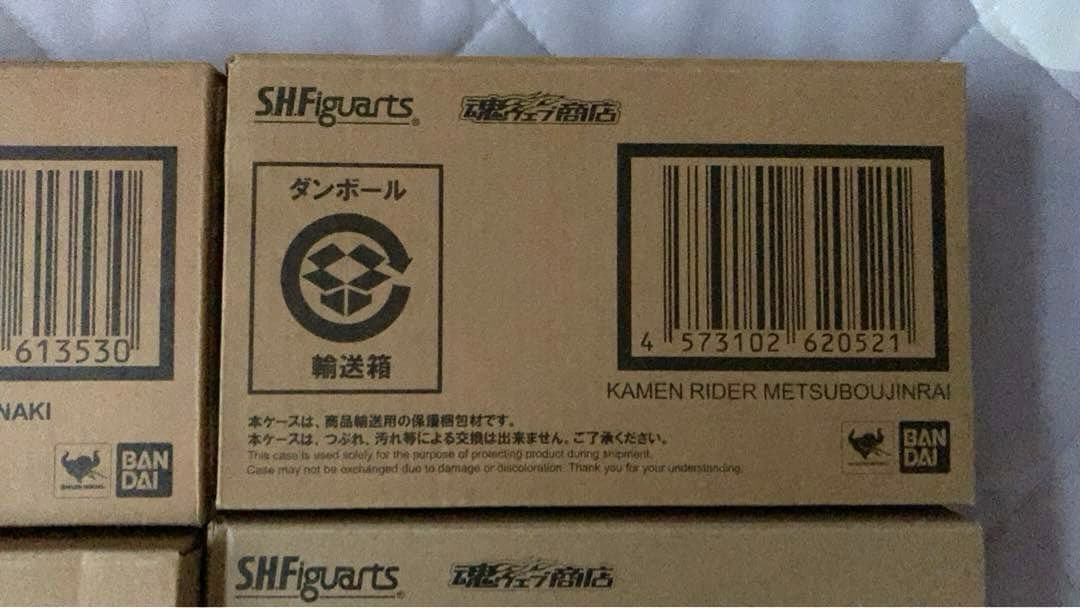 S.H.Figuarts
魂ウェブ商店
ダンボール
輸送箱
4 573102 620521
KAMEN RIDER METSUBOUJINRAI
本ケースは、商品輸送用の保護梱包材です。
本ケースは、つぶれ、汚れ等による交換は出来ません。ご了承ください。
This case is used solely for the purpose of protecting product during shipment.
Case may not be exchanged due to damage or discoloration. Thank you for your understanding.
BAN
DAI
613530
NAKI
BAN
DAI
S.H.Figuarts
魂ウェブ商店